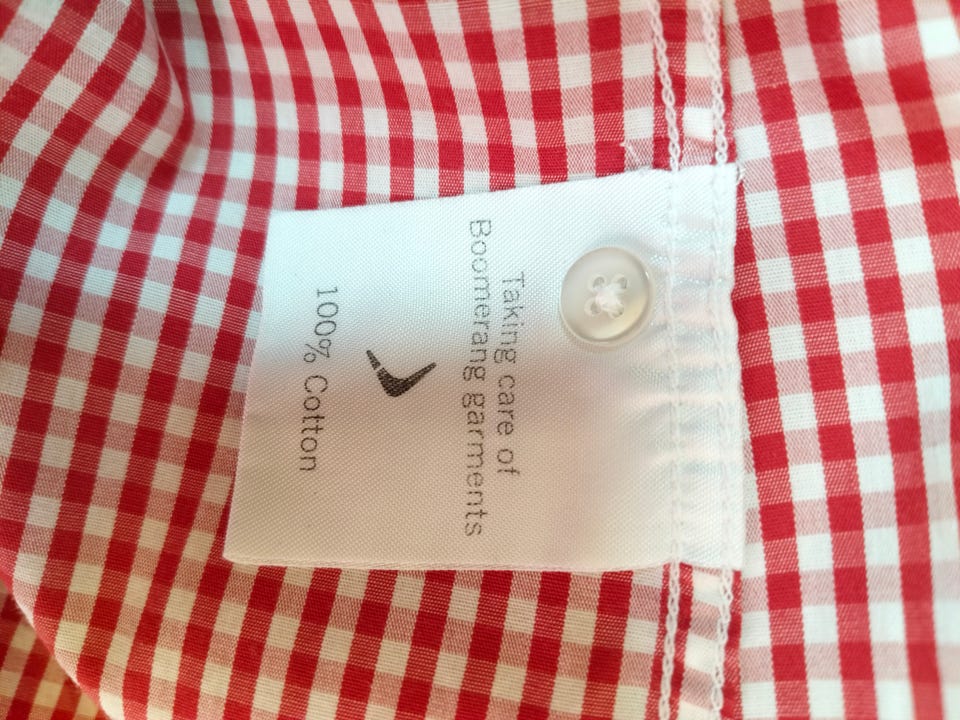 Taking care of
Boomerang garments
100% Cotton